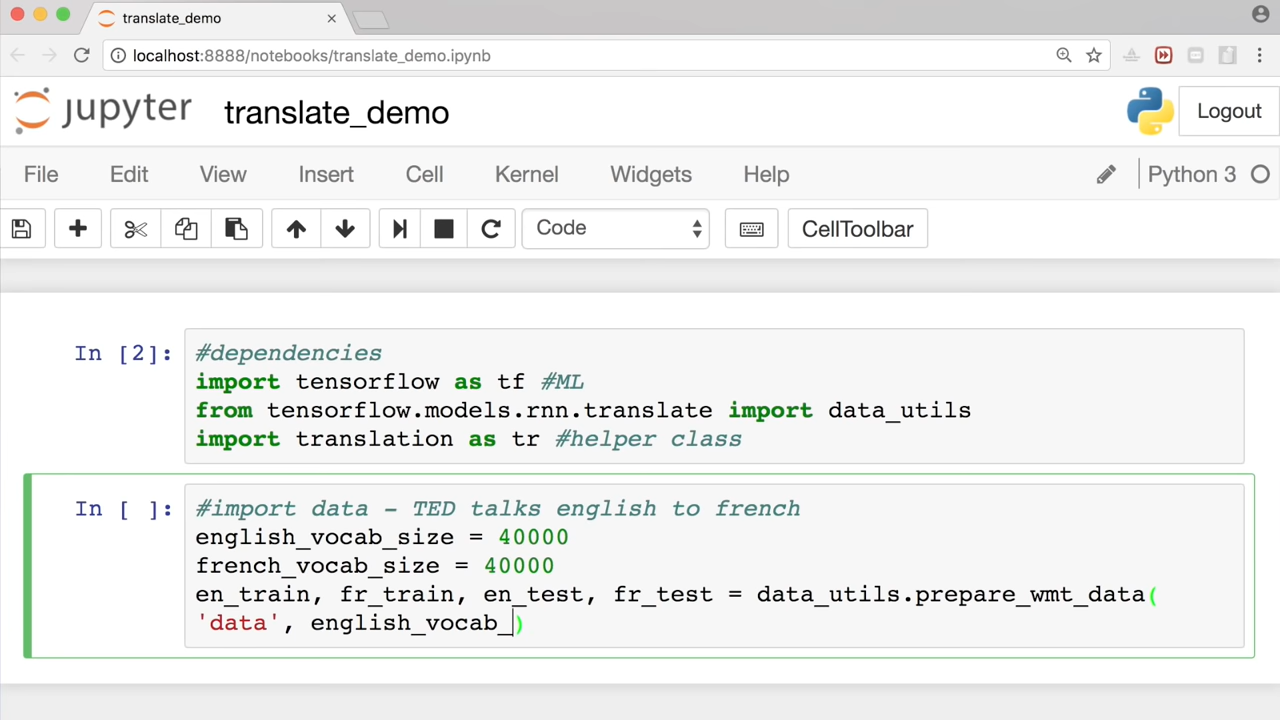 translate_demo
localhost:8888/notebooks/translate_demo.ipynb
jupyter translate_demo Logout
File Edit View Insert Cell Kernel Widgets Help Python 3
Code CellToolbar
In [2]: #dependencies
import tensorflow as tf #ML
from tensorflow.models.rnn.translate import data_utils
import translation as tr #helper class
In [ ]: #import data - TED talks english to french
english_vocab_size = 40000
french_vocab_size = 40000
en_train, fr_train, en_test, fr_test = data_utils.prepare_wmt_data(
'data', english_vocab_)